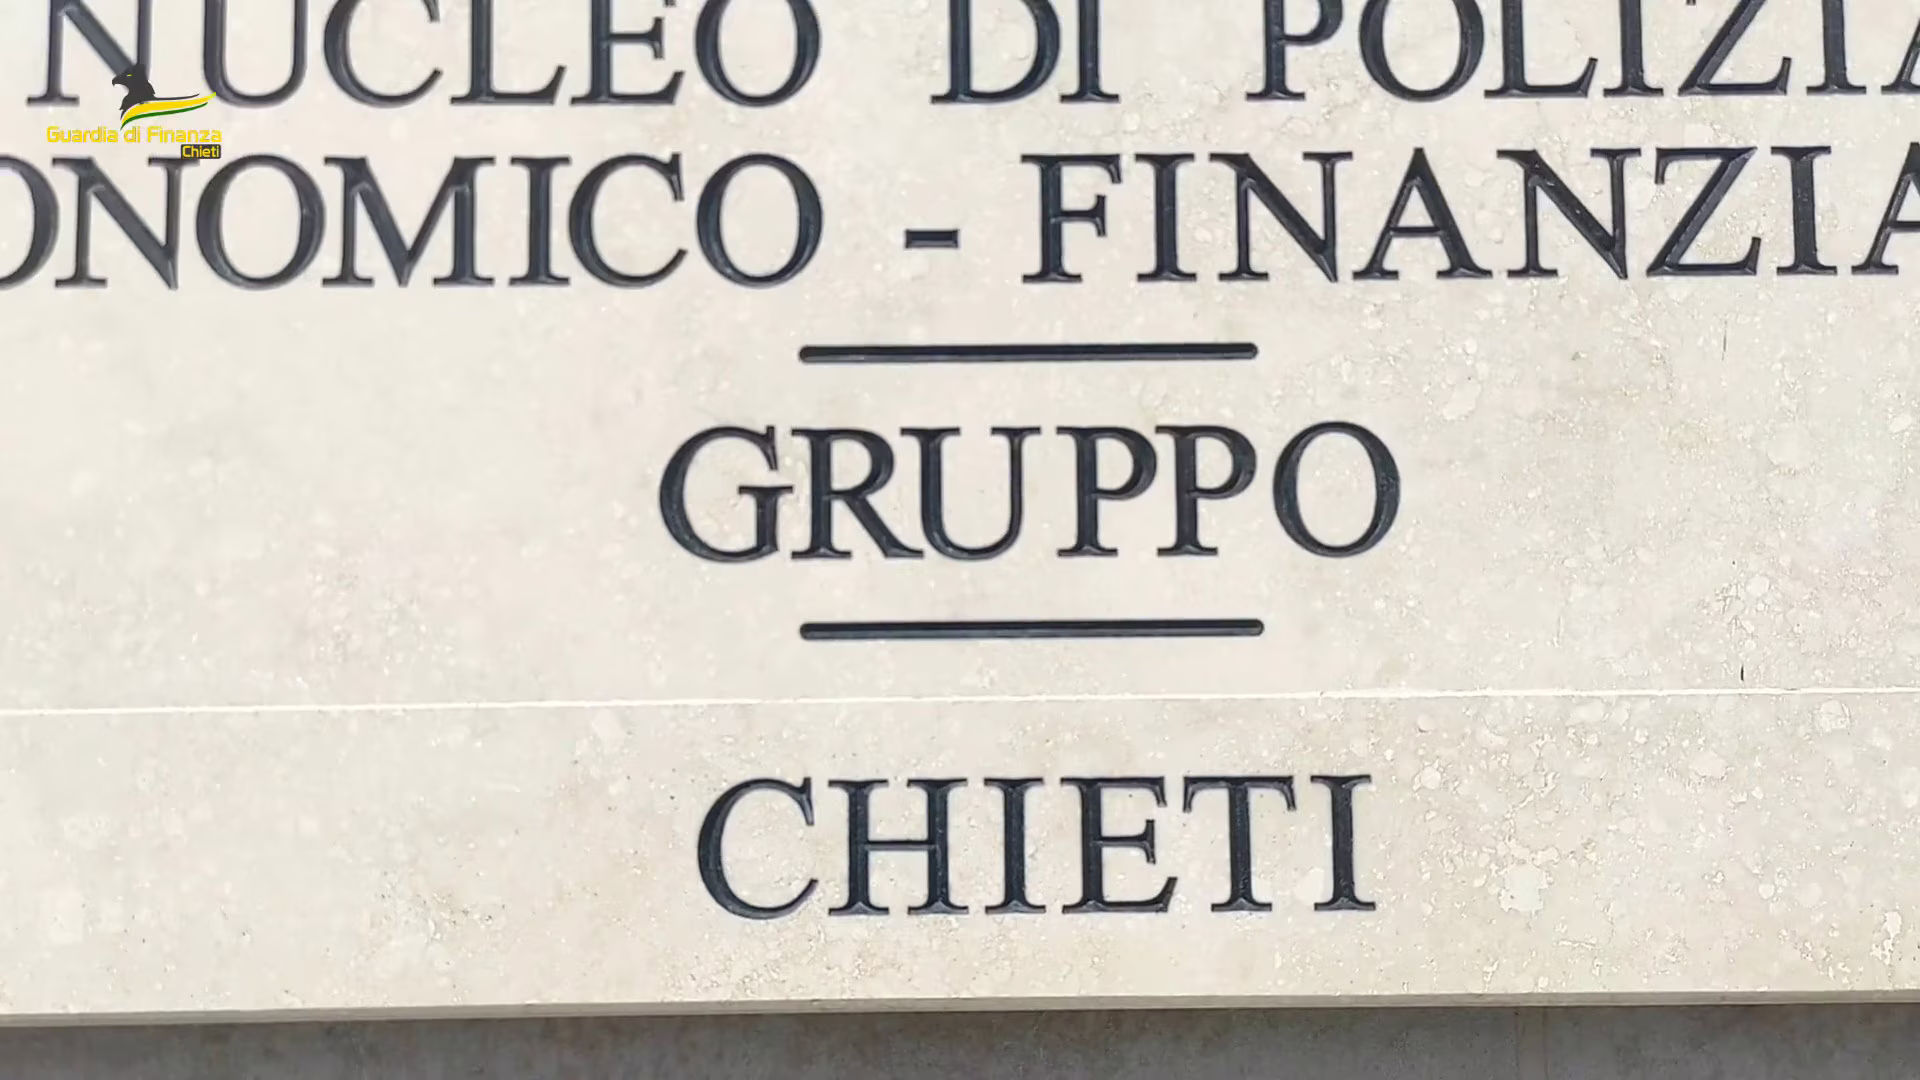 NUCLEO DI POLIZIA
ONOMICO - FINANZIA
GRUPPO
CHIETI
Guardia di Finanza
Chieti